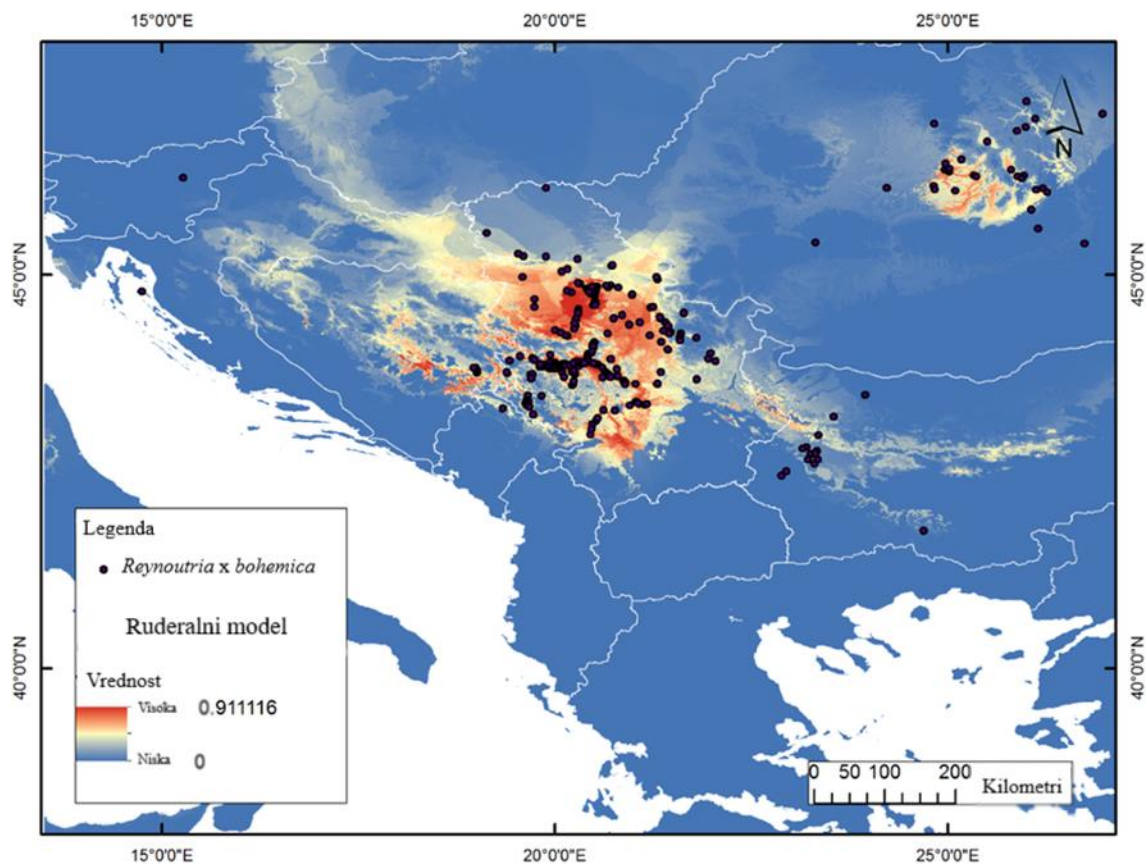 15°0'0"E 20°0'0"E 25°0'0"E
45°0'0"N 45°0'0"N
40°0'0"N 40°0'0"N
N
Legenda
Reynoutria x bohemica
Ruderalni model
Vrednost
Visoka 0,911116
Niska 0
0 50 100 200 Kilometri
15°0'0"E 20°0'0"E 25°0'0"E